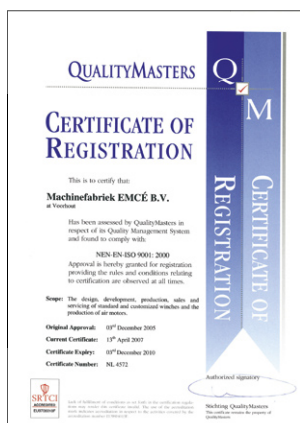 QUALITYMASTERS
Q
M
CERTIFICATE OF
REGISTRATION
CERTIFICATE OF
REGISTRATION
This is to certify that:
Machinefabriek EMCÉ B.V.
at Voorhout
Has been assessed by QualityMasters in
respect of its Quality Management System
and found to comply with:
NEN-EN-ISO 9001: 2000
Approval is hereby granted for registration
providing the rules and conditions relating
to certification are observed at all times.
Scope: The design, development, production, sales and
servicing of standard and customized winches and the
production of air motors.
Original Approval: 03rd December 2005
Current Certificate: 13th April 2007
Certificate Expiry: 03rd December 2010
Certificate Number: NL 4572
Authorized signatory
Stichting QualityMasters
SRTCI